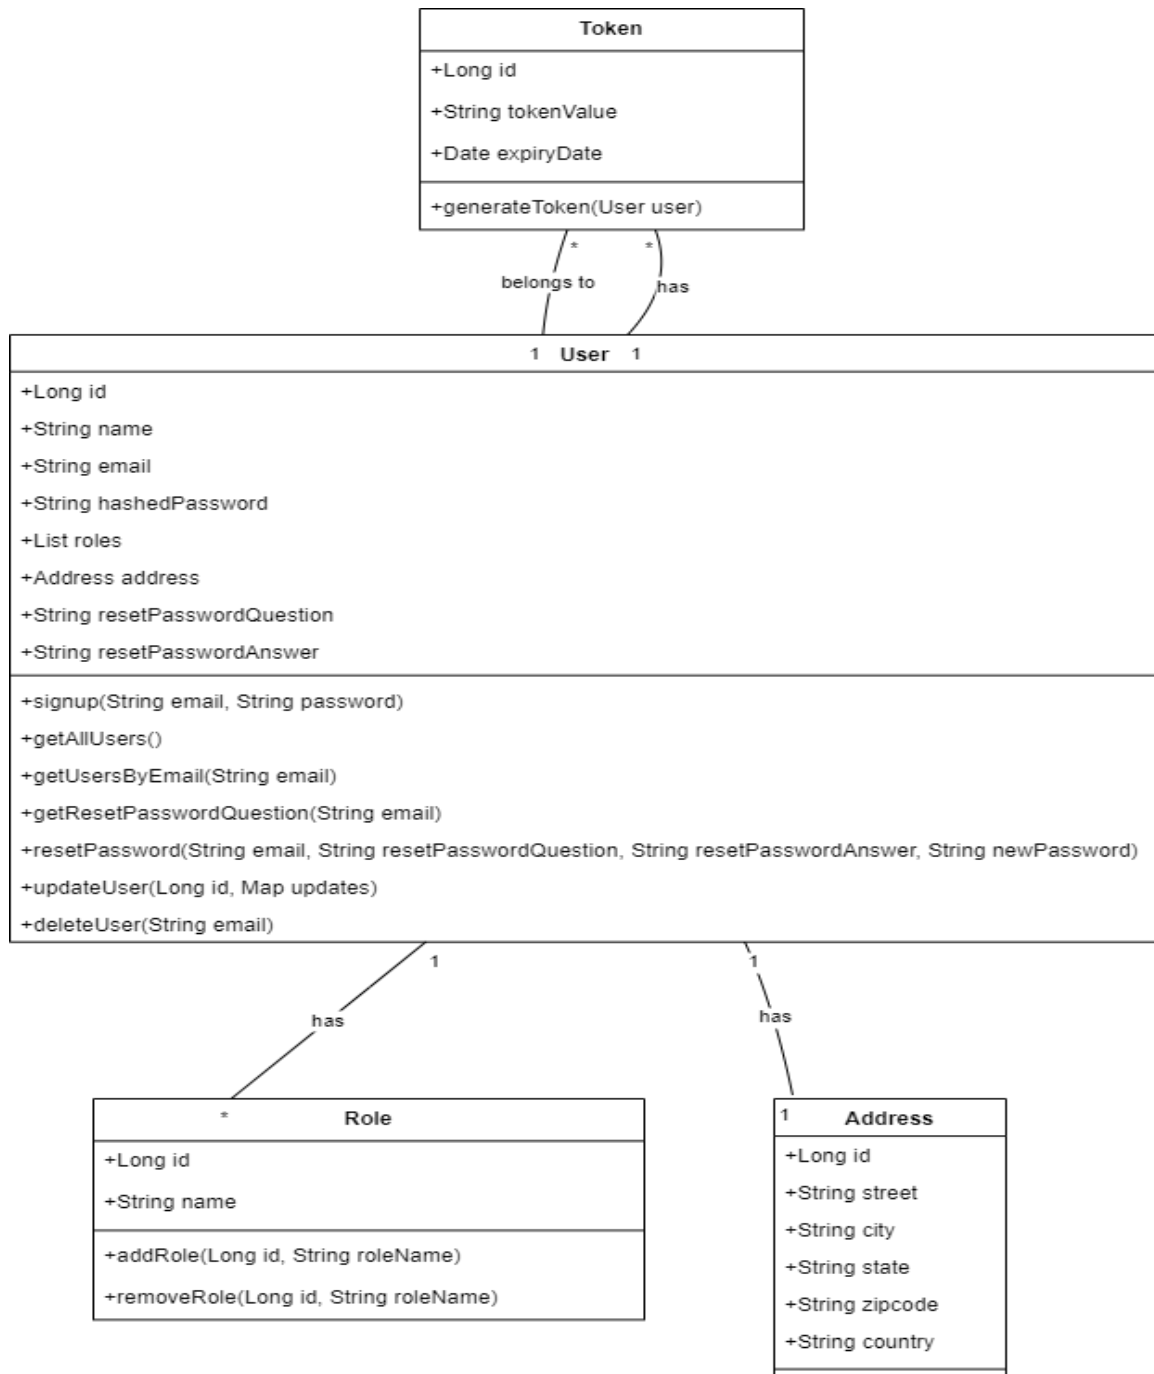 Token
+Long id
+String tokenValue
+Date expiryDate
+generateToken(User user)
* *
belongs to
has
1 User 1
+Long id
+String name
+String email
+String hashedPassword
+List roles
+Address address
+String resetPasswordQuestion
+String resetPasswordAnswer
+signup(String email, String password)
+getAllUsers()
+getUsersByEmail(String email)
+getResetPasswordQuestion(String email)
+resetPassword(String email, String resetPasswordQuestion, String resetPasswordAnswer, String newPassword)
+updateUser(Long id, Map updates)
+deleteUser(String email)
1
1
has
has
* Role
+Long id
+String name
+addRole(Long id, String roleName)
+removeRole(Long id, String roleName)
1 Address
+Long id
+String street
+String city
+String state
+String zipcode
+String country